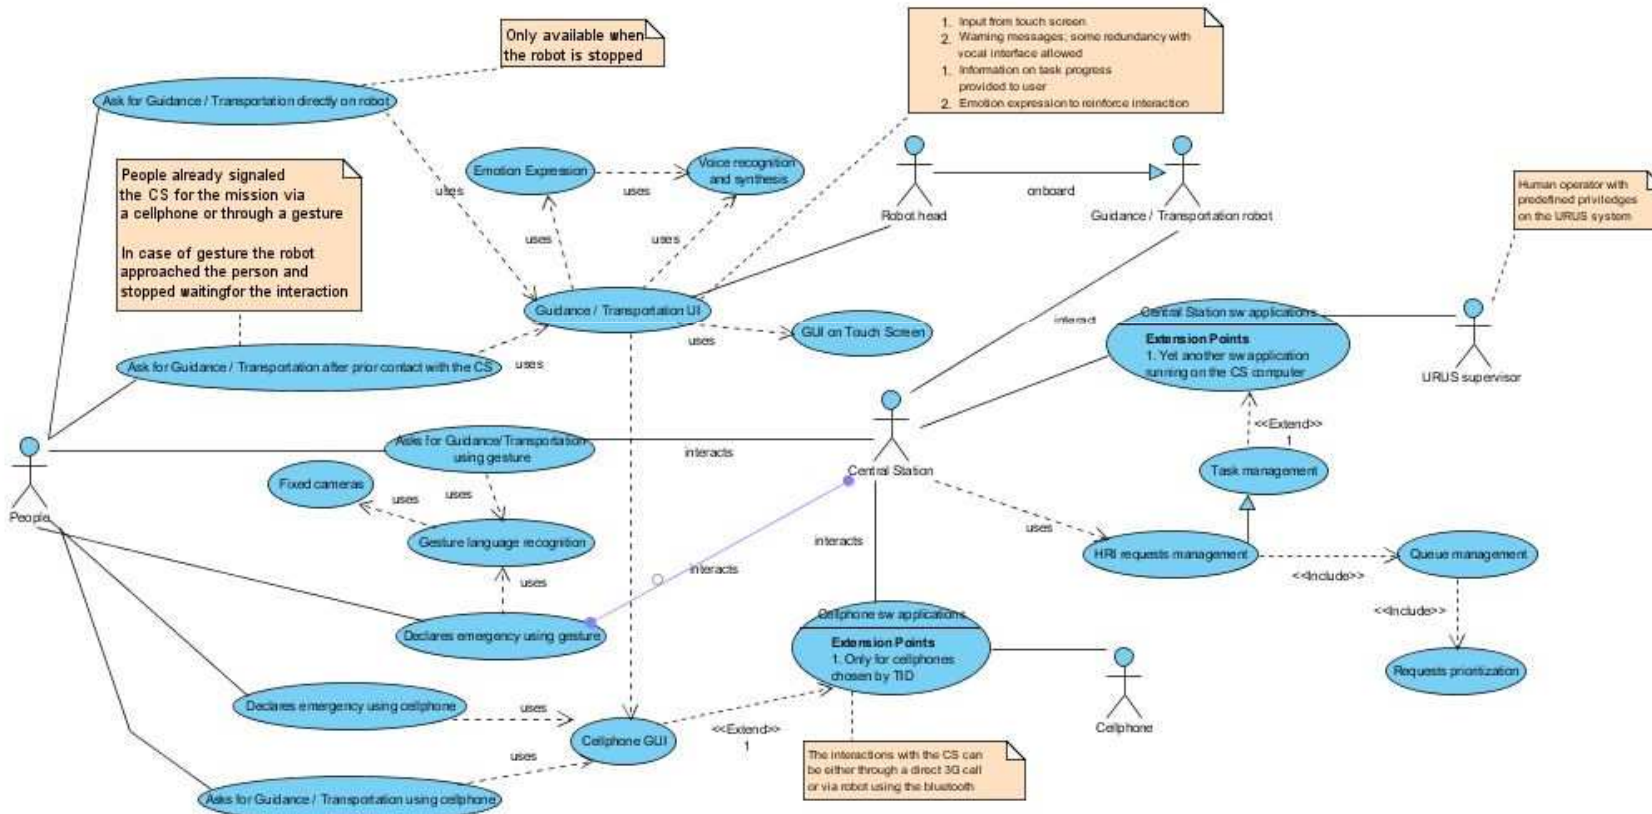 Only available when
the robot is stopped
1. Input from touch screen
2. Warning messages; some redundancy with
vocal interface allowed
1. Information on task progress
provided to user
2. Emotion expression to reinforce interaction
Ask for Guidance / Transportation directly on robot
People already signaled
the CS for the mission via
a cellphone or through a gesture
In case of gesture the robot
approached the person and
stopped waitingfor the interaction
uses
Emotion Expression
uses
Voice recognition
and synthesis
uses
uses
Robot head
onboard
Guidance / Transportation robot
Human operator with
predefined priviledges
on the URUS system
Guidance / Transportation UI
uses
GUI on Touch Screen
interact
Central Station sw applications
Extension Points
1. Yet another sw application
running on the CS computer
URUS supervisor
Ask for Guidance / Transportation after prior contact with the CS
uses
<<Extend>>
1
Asks for Guidance/Transportation
using gesture
interacts
Central Station
Task management
People
Fixed cameras
uses
uses
Gesture language recognition
uses
interacts
interacts
uses
HRI requests management
<<Include>>
Queue management
<<Include>>
Requests prioritization
Declares emergency using gesture
Cellphone sw applications
Extension Points
1. Only for cellphones
chosen by TID
Cellphone
Declares emergency using cellphone
uses
Cellphone GUI
<<Extend>>
1
uses
Asks for Guidance / Transportation using cellphone
The interactions with the CS can
be either through a direct 3G call
or via robot using the bluetooth